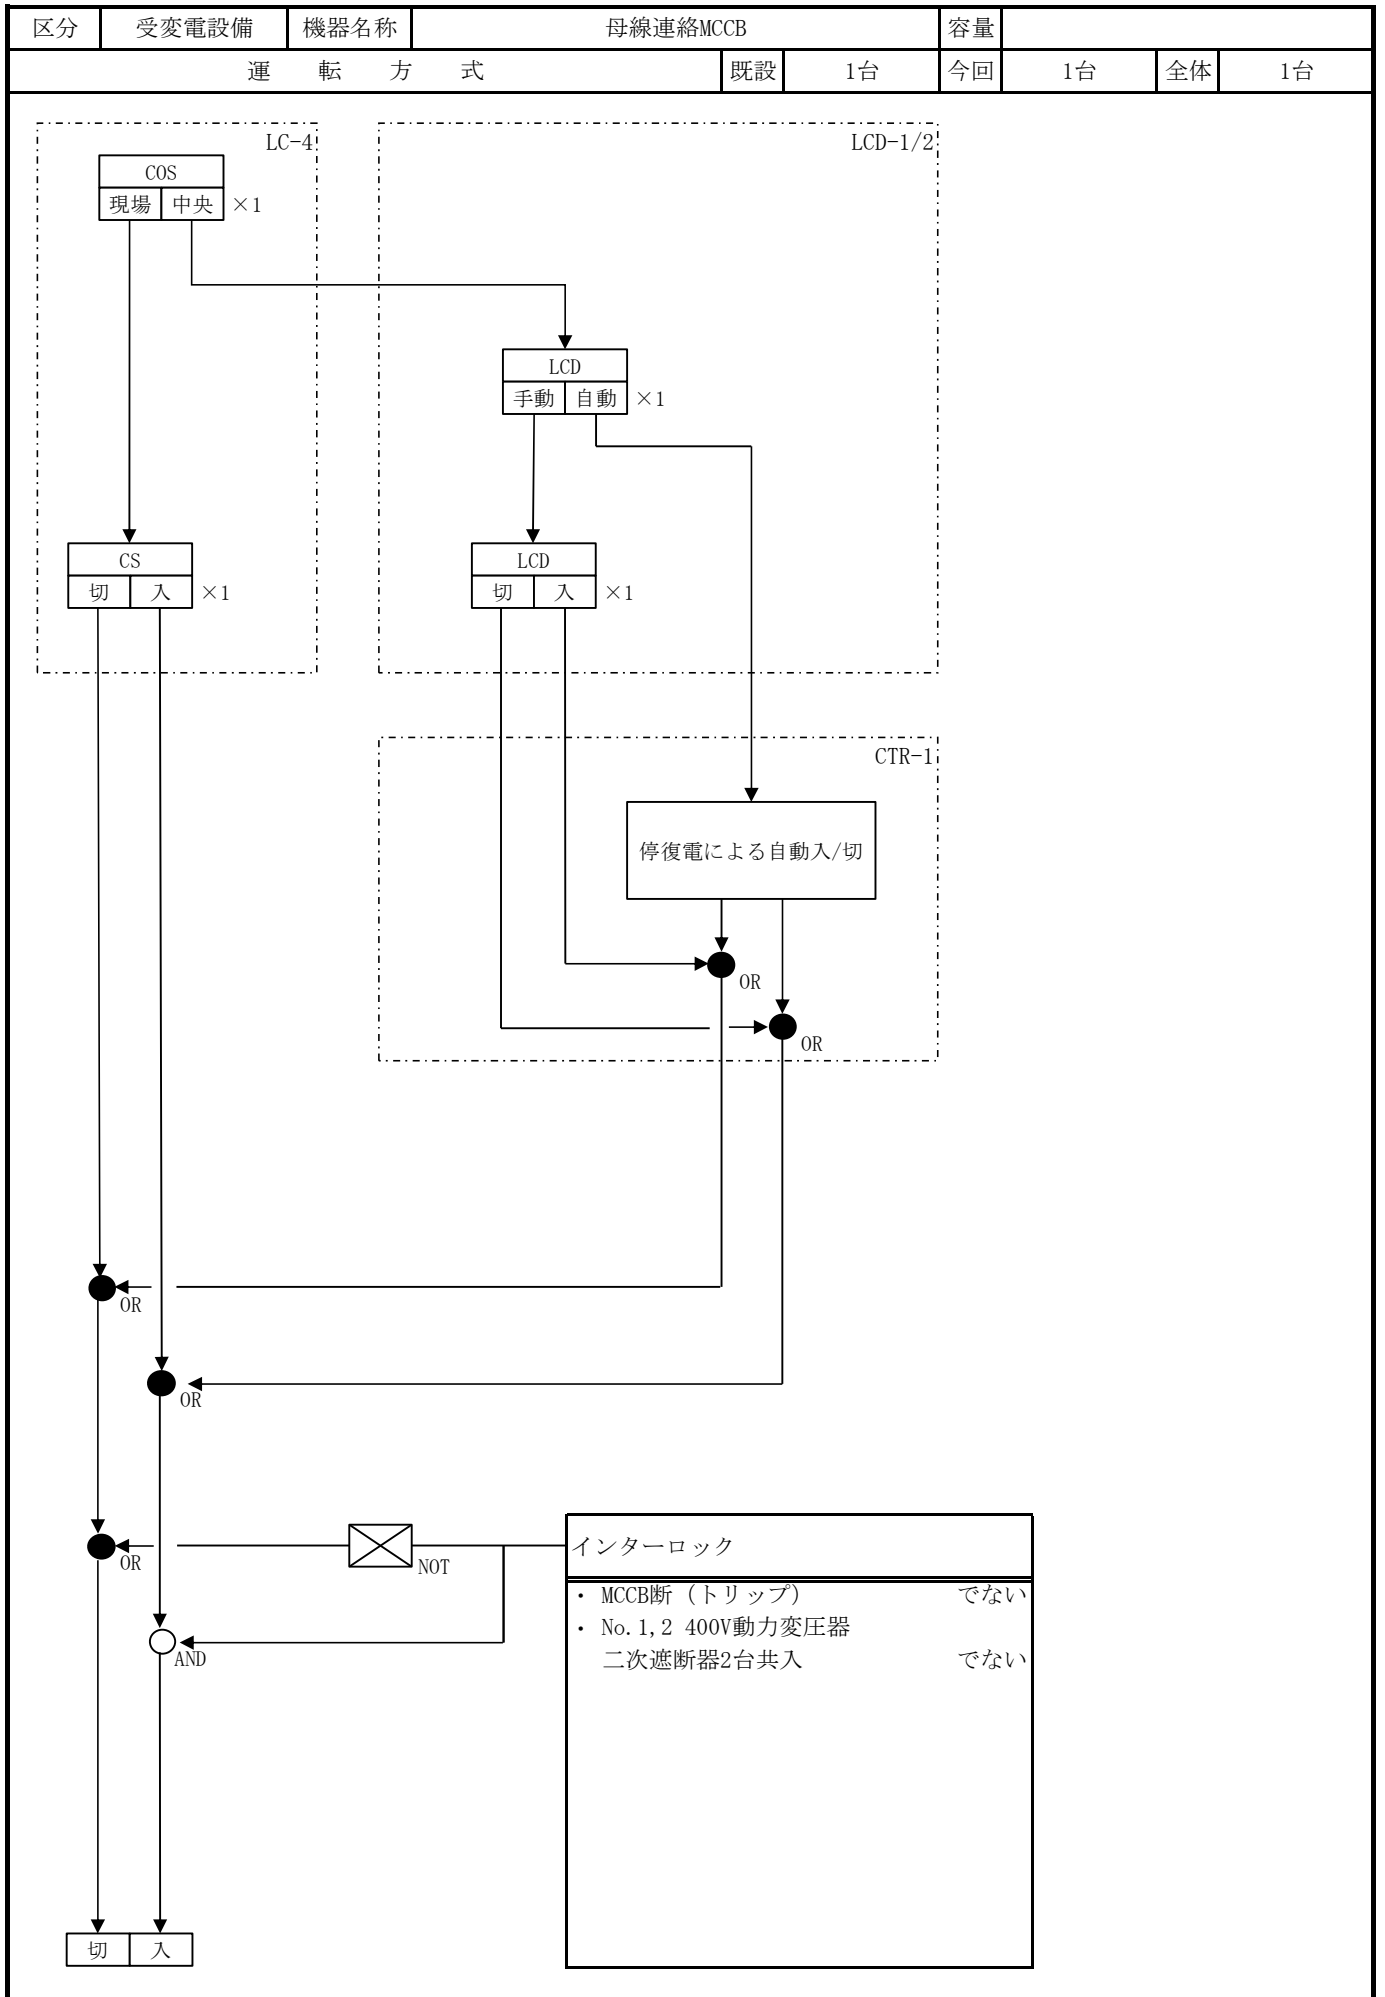 区分 受変電設備 機器名称 母線連絡MCCB 容量
運 転 方 式 既設 1台 今回 1台 全体 1台
LC-4 LCD-1/2
COS
現場 中央 ×1
LCD
手動 自動 ×1
CS LCD
切 入 ×1 切 入 ×1
CTR-1
停復電による自動入/切
OR
OR
OR
OR
インターロック
OR NOT
・ MCCB断（トリップ） でない
・ No.1,2 400V動力変圧器
AND 二次遮断器2台共入 でない
切 入